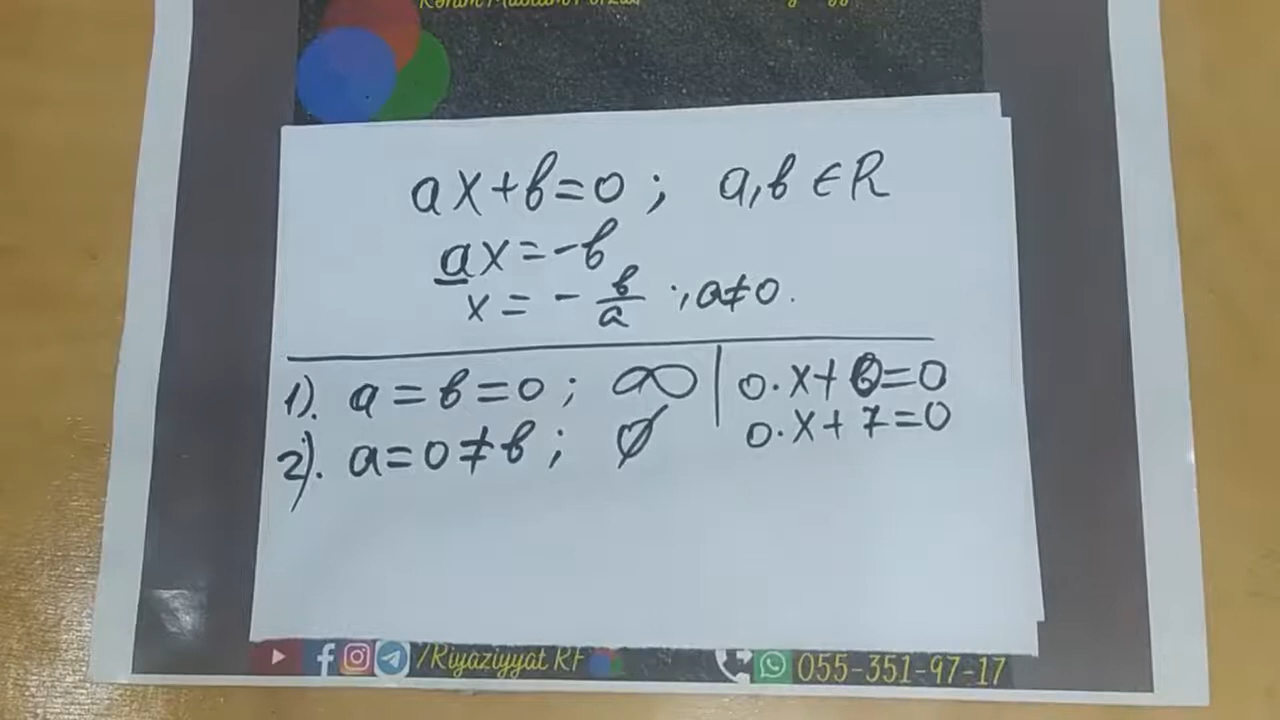 ax+b=0; a,b∈R
ax=-b
x=-b/a; a≠0.
1). a=b=0; ∞ | 0·x+0=0
2). a=0≠b; ∅ 0·x+7=0
/Riyaziyyat RF 055-351-97-17